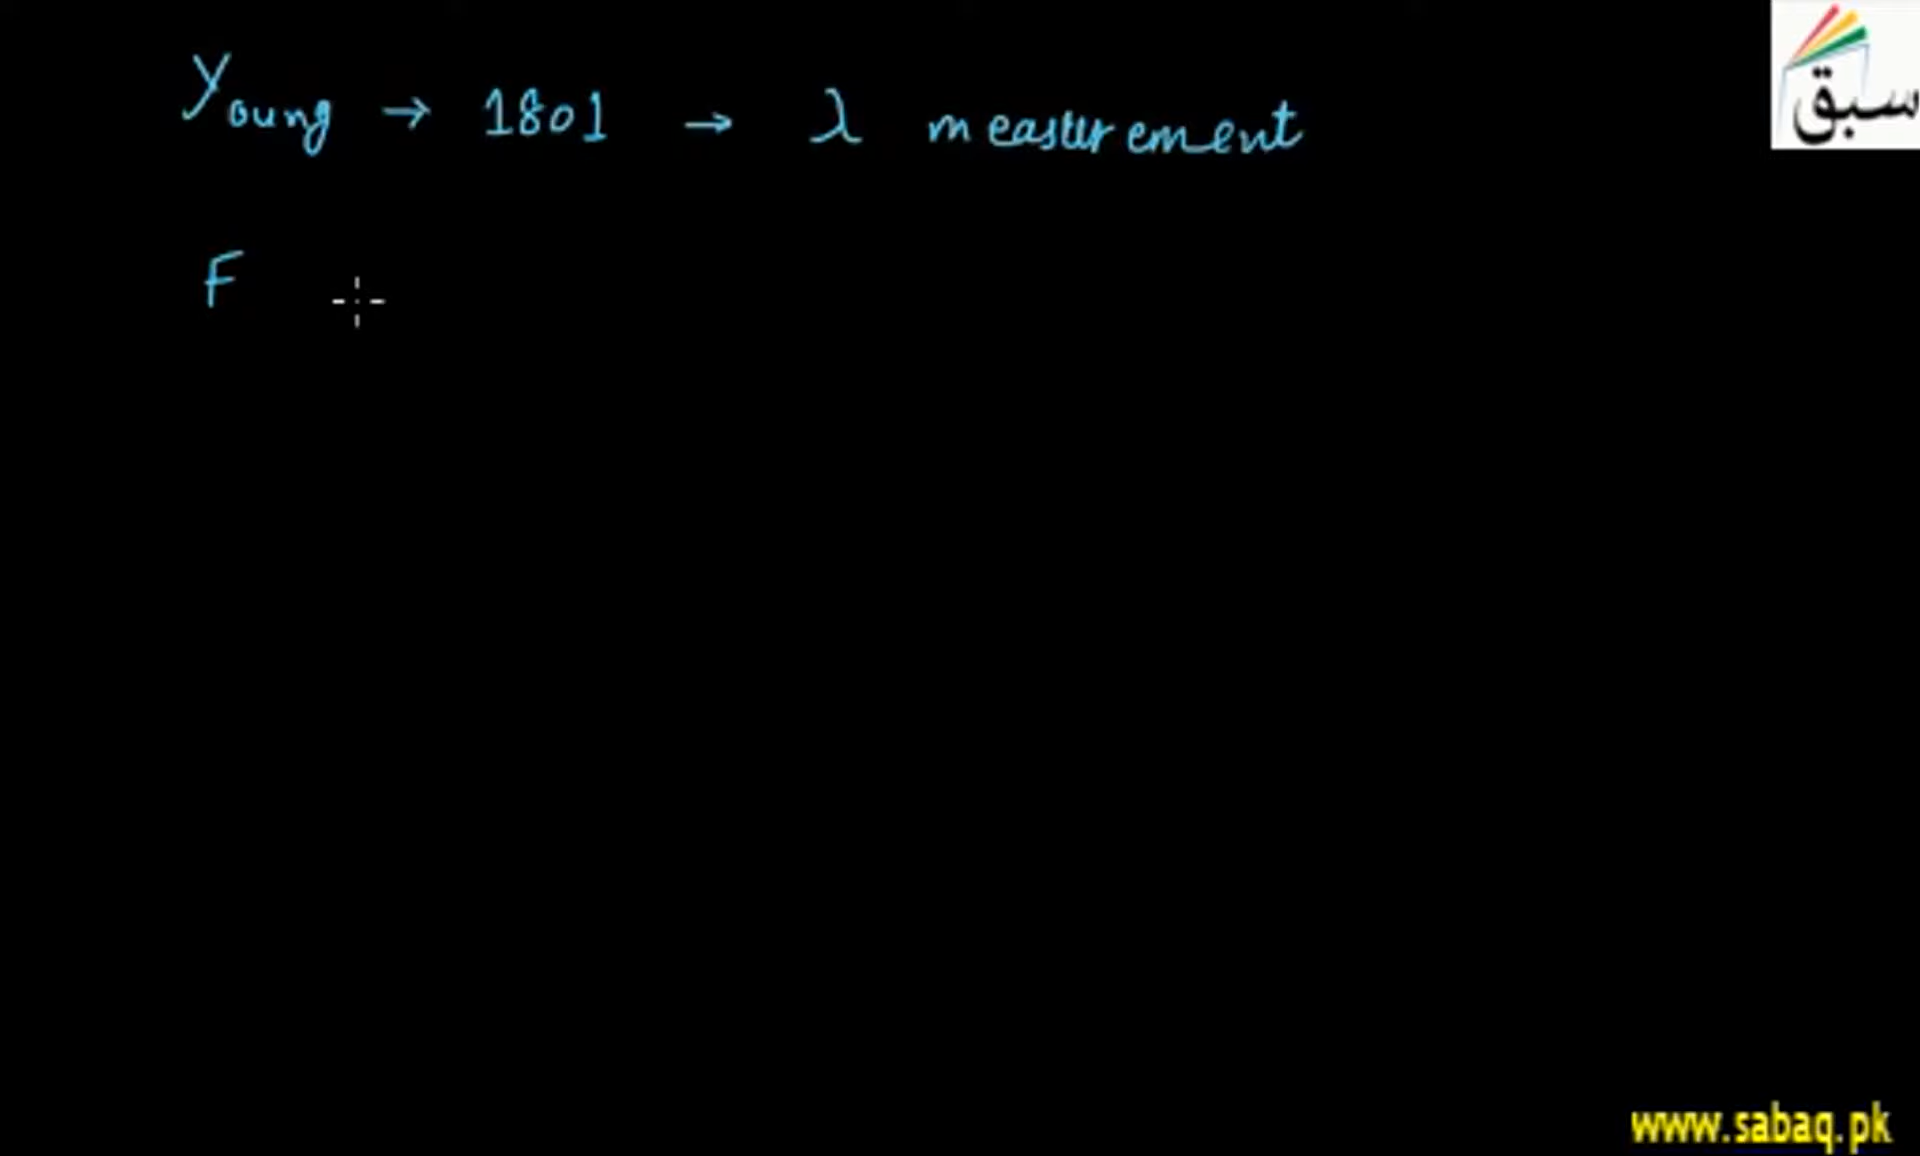 سبق
Young → 1801 → λ measurement
F
www.sabaq.pk